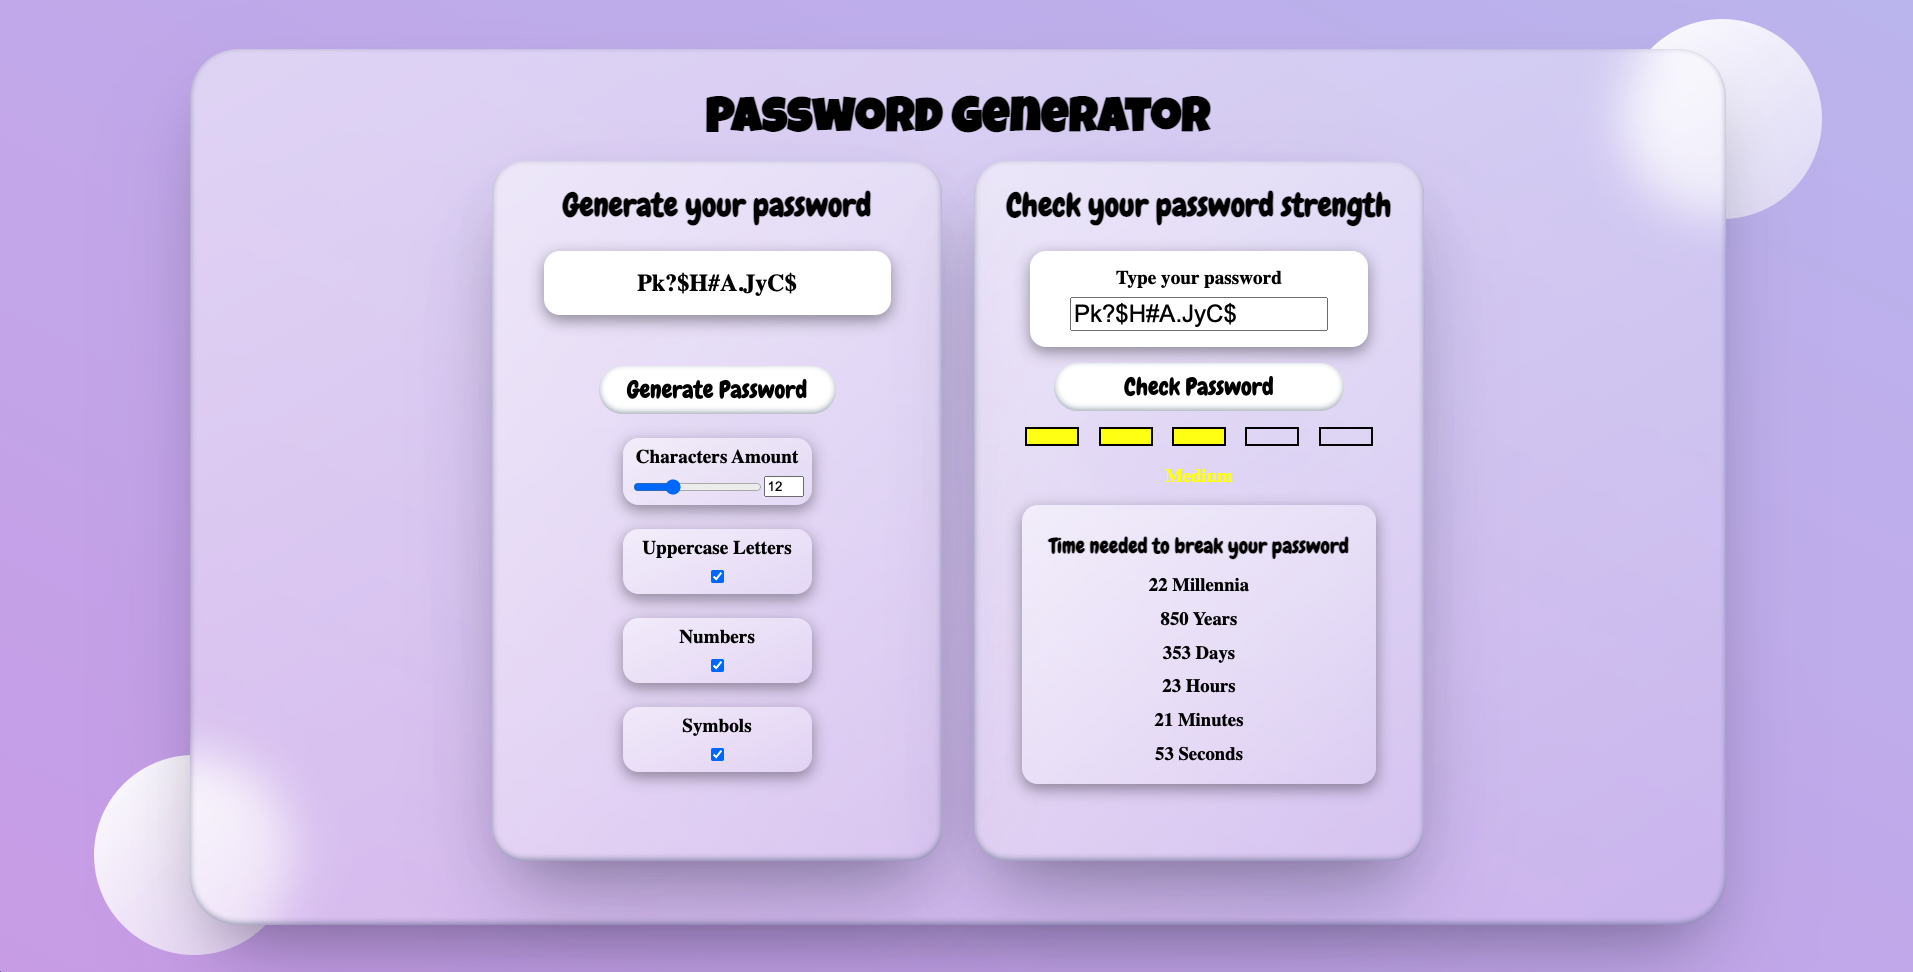 Password Generator
Generate your password
Pk?$H#A.JyC$
Generate Password
Characters Amount
12
Uppercase Letters
Numbers
Symbols
Check your password strength
Type your password
Pk?$H#A.JyC$
Check Password
Medium
Time needed to break your password
22 Millennia
850 Years
353 Days
23 Hours
21 Minutes
53 Seconds